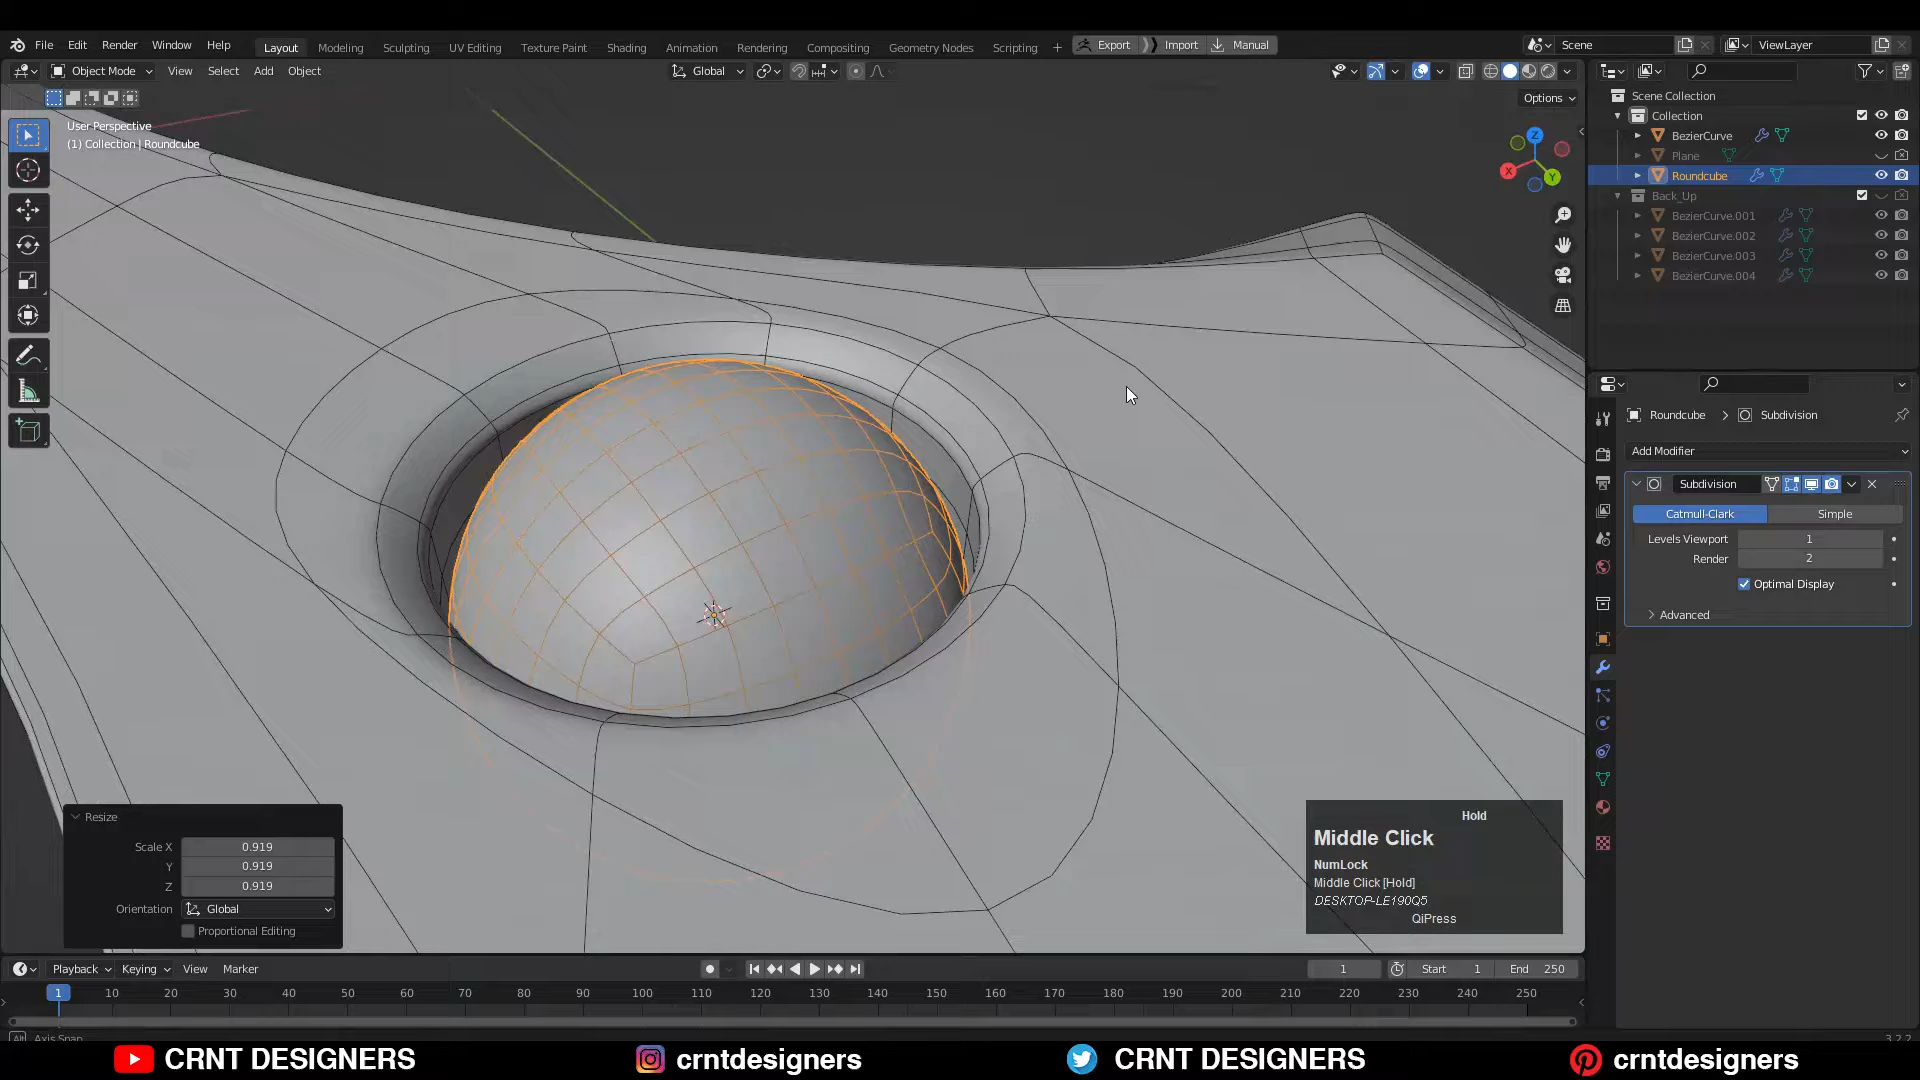 File Edit Render Window Help
Layout Modeling Sculpting UV Editing Texture Paint Shading Animation Rendering Compositing Geometry Nodes Scripting +
Export Import Manual
Scene
ViewLayer
Object Mode View Select Add Object
Global
Options
User Perspective
(1) Collection | Roundcube
Z
X
Y
Scene Collection
Collection
BezierCurve
Plane
Roundcube
Back_Up
BezierCurve.001
BezierCurve.002
BezierCurve.003
BezierCurve.004
Roundcube > Subdivision
Add Modifier
Subdivision
Catmull-Clark Simple
Levels Viewport 1
Render 2
Optimal Display
Advanced
Resize
Scale X 0.919
Y 0.919
Z 0.919
Orientation Global
Proportional Editing
Hold
Middle Click
NumLock
Middle Click [Hold]
DESKTOP-LE190Q5
QiPress
Playback Keying View Marker
1 Start 1 End 250
1 10 20 30 40 50 60 70 80 90 100 110 120 130 140 150 160 170 180 190 200 210 220 230 240 250
Alt Axis Snap
3.2.2
CRNT DESIGNERS crntdesigners CRNT DESIGNERS crntdesigners